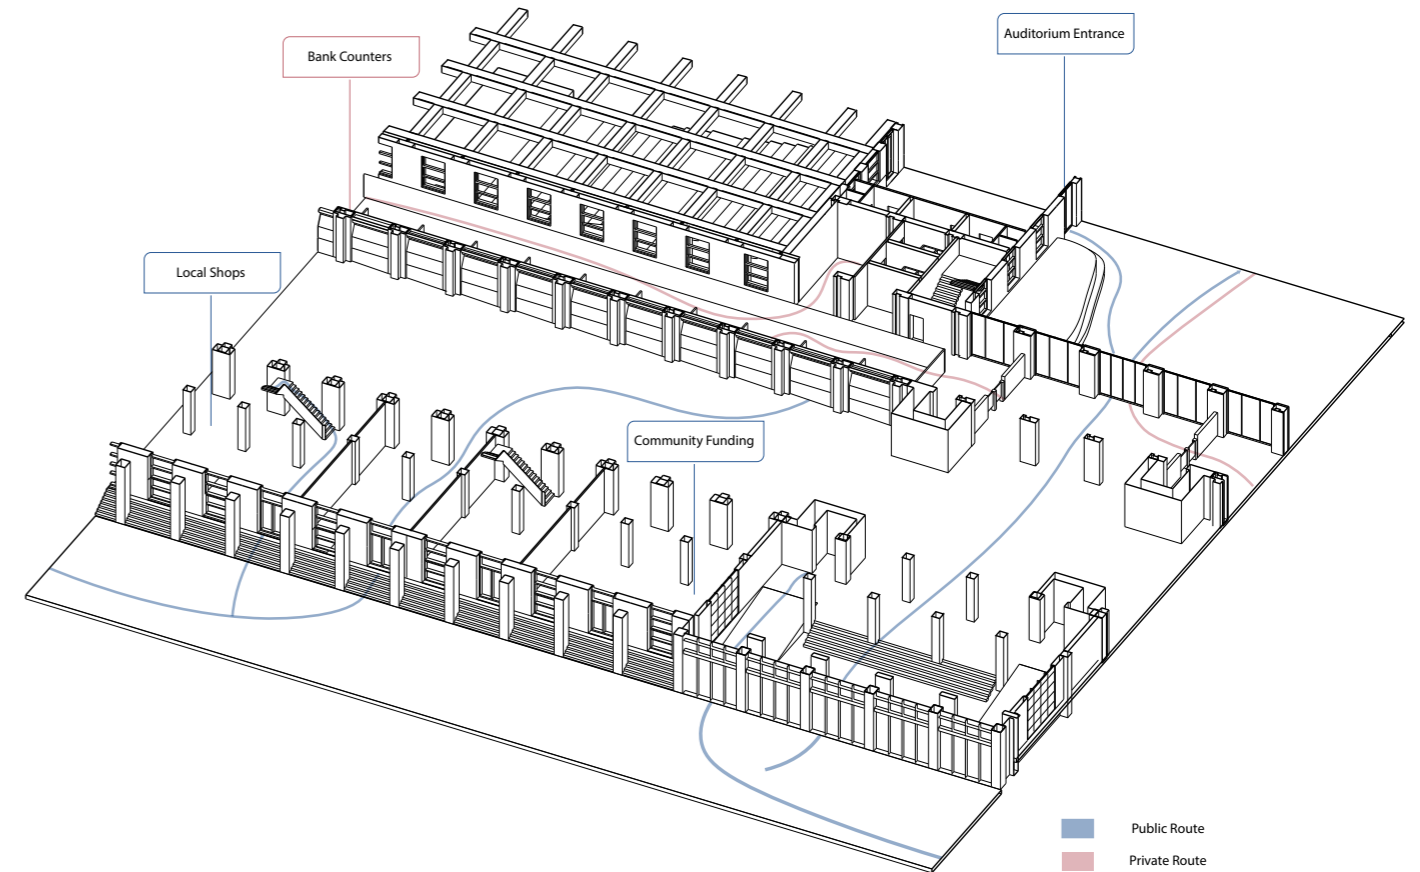 Auditorium Entrance
Bank Counters
Local Shops
Community Funding
Public Route
Private Route